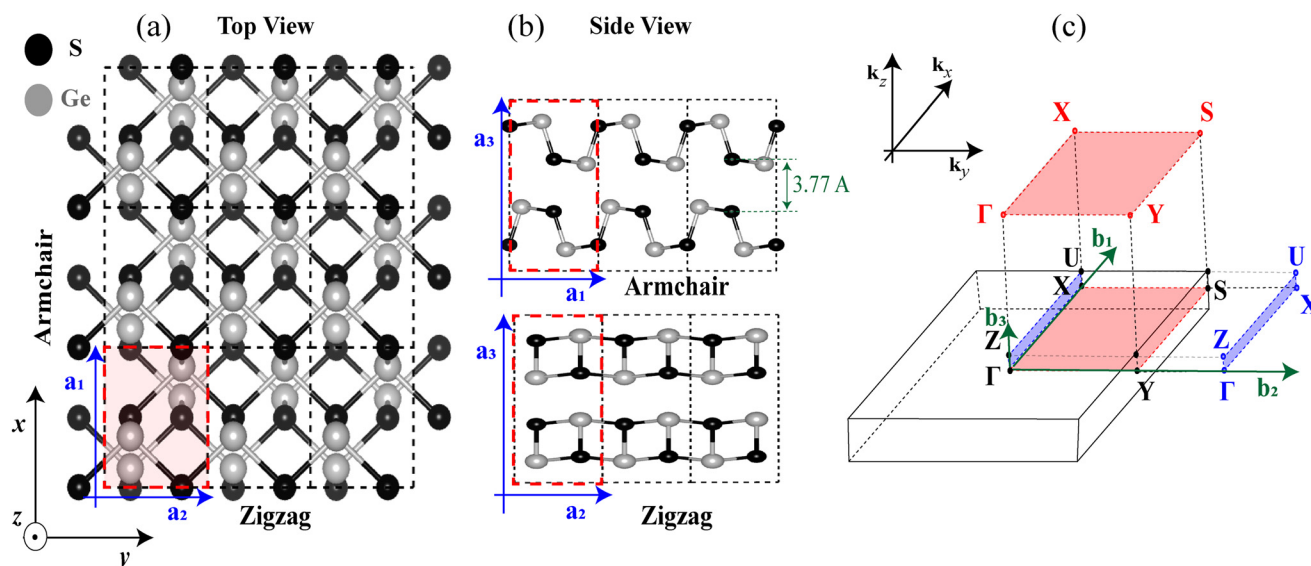 (a) Top View
S
Ge
Armchair
a1
a2
Zigzag
x
z
y
(b) Side View
a3
3.77 A
a1
Armchair
a3
a2
Zigzag
(c)
kz
kx
ky
X
S
Γ
Y
b1
U
U
X
S
X
b3
Z
Z
Γ
Y
Γ
b2